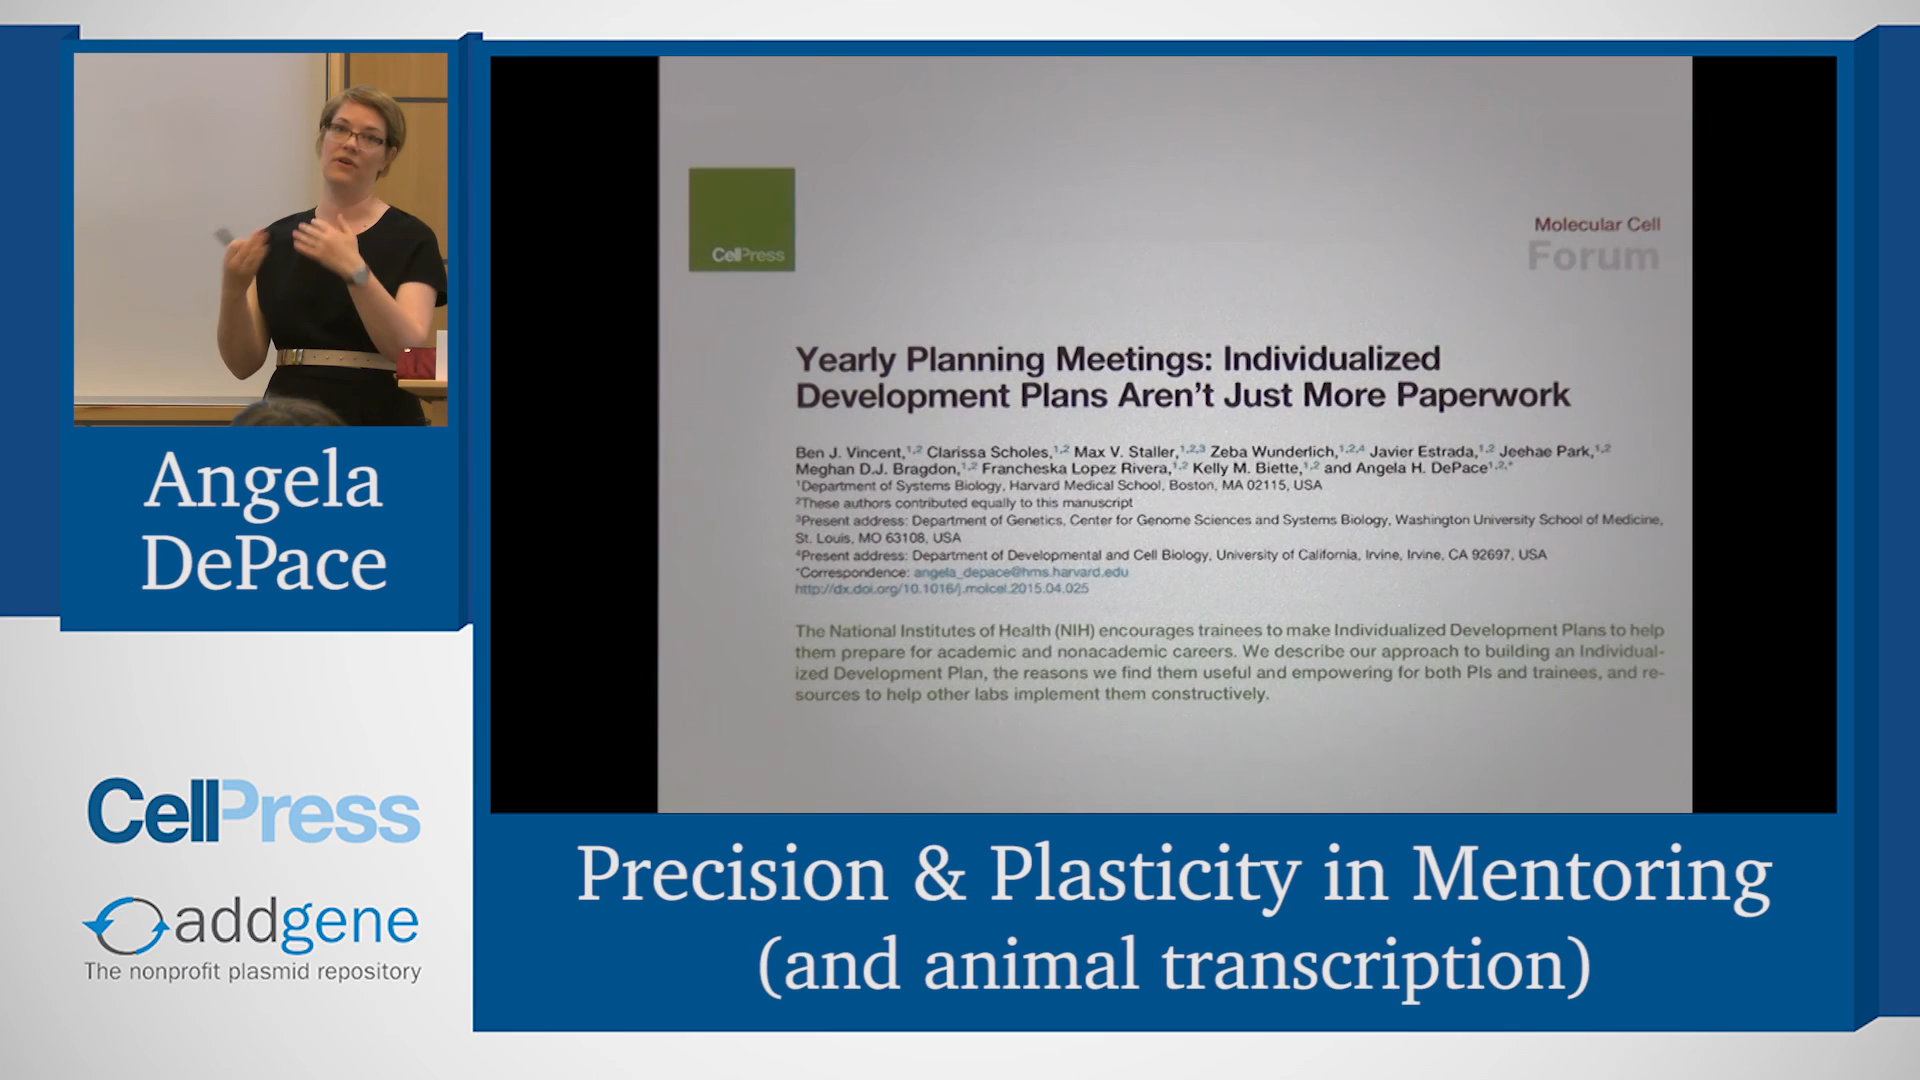 Angela
DePace
CellPress
addgene
The nonprofit plasmid repository
CellPress
Molecular Cell
Forum
Yearly Planning Meetings: Individualized
Development Plans Aren't Just More Paperwork
Ben J. Vincent,1,2 Clarissa Scholes,1,2 Max V. Staller,1,2,3 Zeba Wunderlich,1,2,4 Javier Estrada,1,2 Jeehae Park,1,2
Meghan D.J. Bragdon,1,2 Francheska Lopez Rivera,1,2 Kelly M. Biette,1,2 and Angela H. DePace1,2,*
1Department of Systems Biology, Harvard Medical School, Boston, MA 02115, USA
2These authors contributed equally to this manuscript
3Present address: Department of Genetics, Center for Genome Sciences and Systems Biology, Washington University School of Medicine,
St. Louis, MO 63108, USA
4Present address: Department of Developmental and Cell Biology, University of California, Irvine, Irvine, CA 92697, USA
*Correspondence: angela_depace@hms.harvard.edu
http://dx.doi.org/10.1016/j.molcel.2015.04.025
The National Institutes of Health (NIH) encourages trainees to make Individualized Development Plans to help
them prepare for academic and nonacademic careers. We describe our approach to building an Individual-
ized Development Plan, the reasons we find them useful and empowering for both PIs and trainees, and re-
sources to help other labs implement them constructively.
Precision & Plasticity in Mentoring
(and animal transcription)